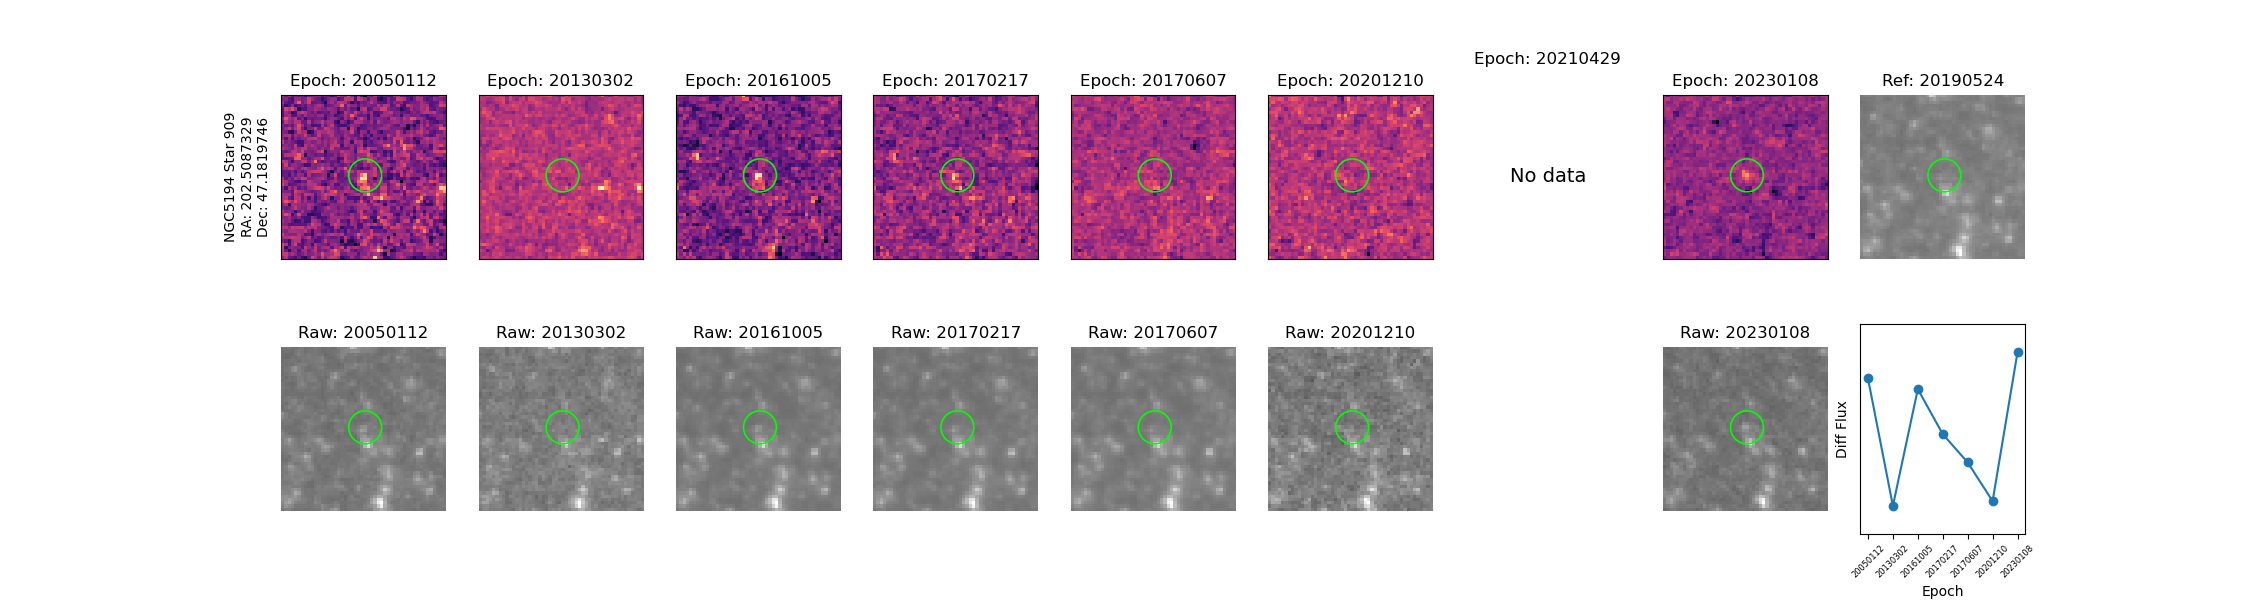 Epoch: 20210429
Epoch: 20050112
Epoch: 20130302
Epoch: 20161005
Epoch: 20170217
Epoch: 20170607
Epoch: 20201210
Epoch: 20230108
Ref: 20190524
NGC5194 Star 909
RA: 202.5087329
Dec: 47.1819746
No data
Raw: 20050112
Raw: 20130302
Raw: 20161005
Raw: 20170217
Raw: 20170607
Raw: 20201210
Raw: 20230108
Diff Flux
20050112
20130302
20161005
20170217
20170607
20201210
20230108
Epoch